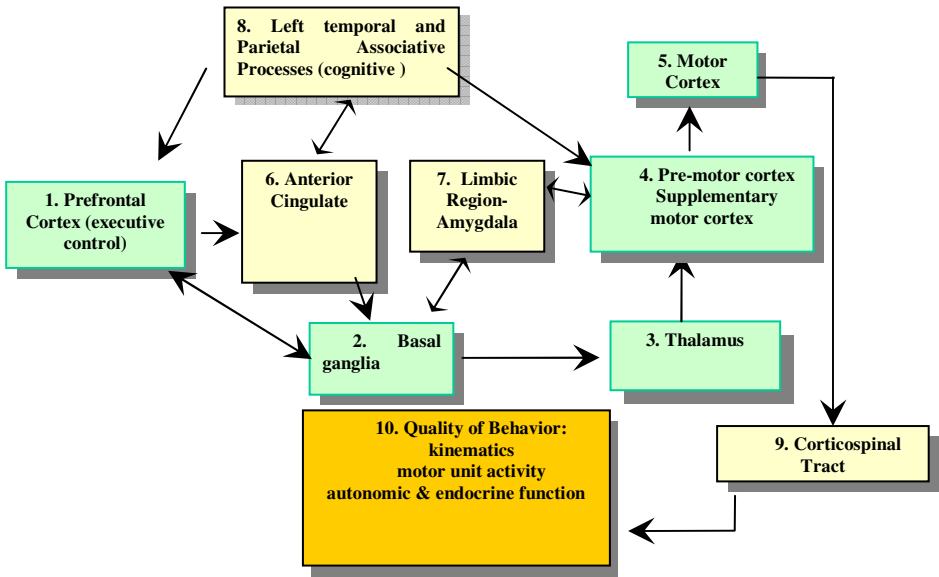 8. Left temporal and
Parietal Associative
Processes (cognitive )
5. Motor
Cortex
1. Prefrontal
Cortex (executive
control)
6. Anterior
Cingulate
7. Limbic
Region-
Amygdala
4. Pre-motor cortex
Supplementary
motor cortex
2. Basal
ganglia
3. Thalamus
10. Quality of Behavior:
kinematics
motor unit activity
autonomic & endocrine function
9. Corticospinal
Tract